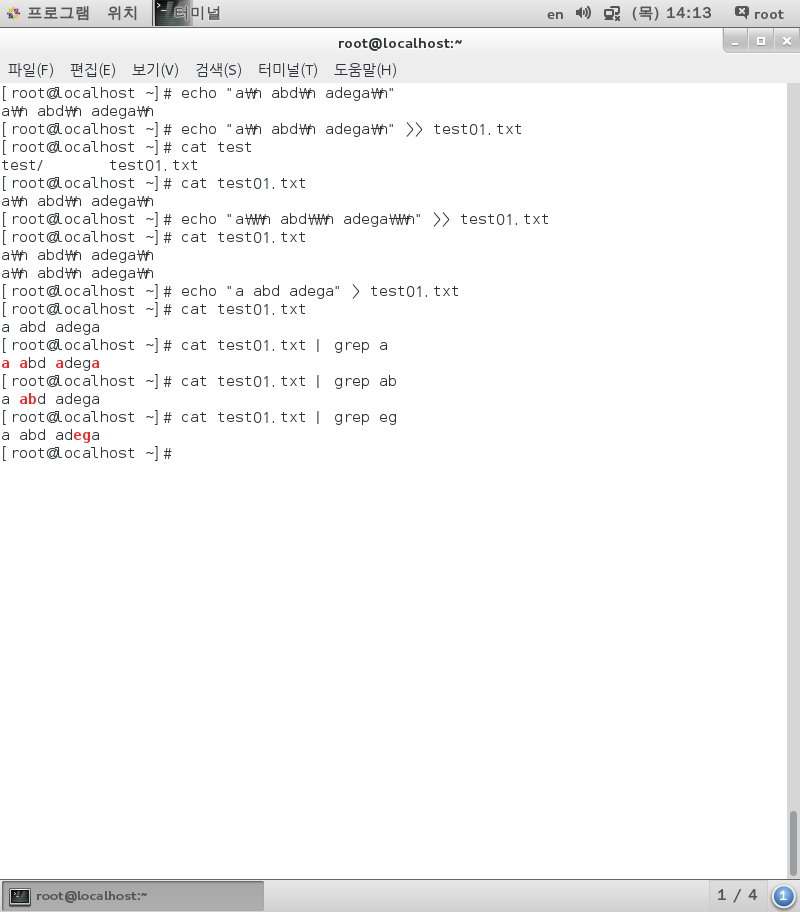 프로그램 위치 터미널 en (목) 14:13 root
root@localhost:~
파일(F) 편집(E) 보기(V) 검색(S) 터미널(T) 도움말(H)
[root@localhost ~]# echo "a₩n abd₩n adega₩n"
a₩n abd₩n adega₩n
[root@localhost ~]# echo "a₩n abd₩n adega₩n" >> test01.txt
[root@localhost ~]# cat test
test/ test01.txt
[root@localhost ~]# cat test01.txt
a₩n abd₩n adega₩n
[root@localhost ~]# echo "a₩₩n abd₩₩n adega₩₩n" >> test01.txt
[root@localhost ~]# cat test01.txt
a₩n abd₩n adega₩n
a₩n abd₩n adega₩n
[root@localhost ~]# echo "a abd adega" > test01.txt
[root@localhost ~]# cat test01.txt
a abd adega
[root@localhost ~]# cat test01.txt | grep a
a abd adega
[root@localhost ~]# cat test01.txt | grep ab
a abd adega
[root@localhost ~]# cat test01.txt | grep eg
a abd adega
[root@localhost ~]#
root@localhost:~ 1 / 4 1